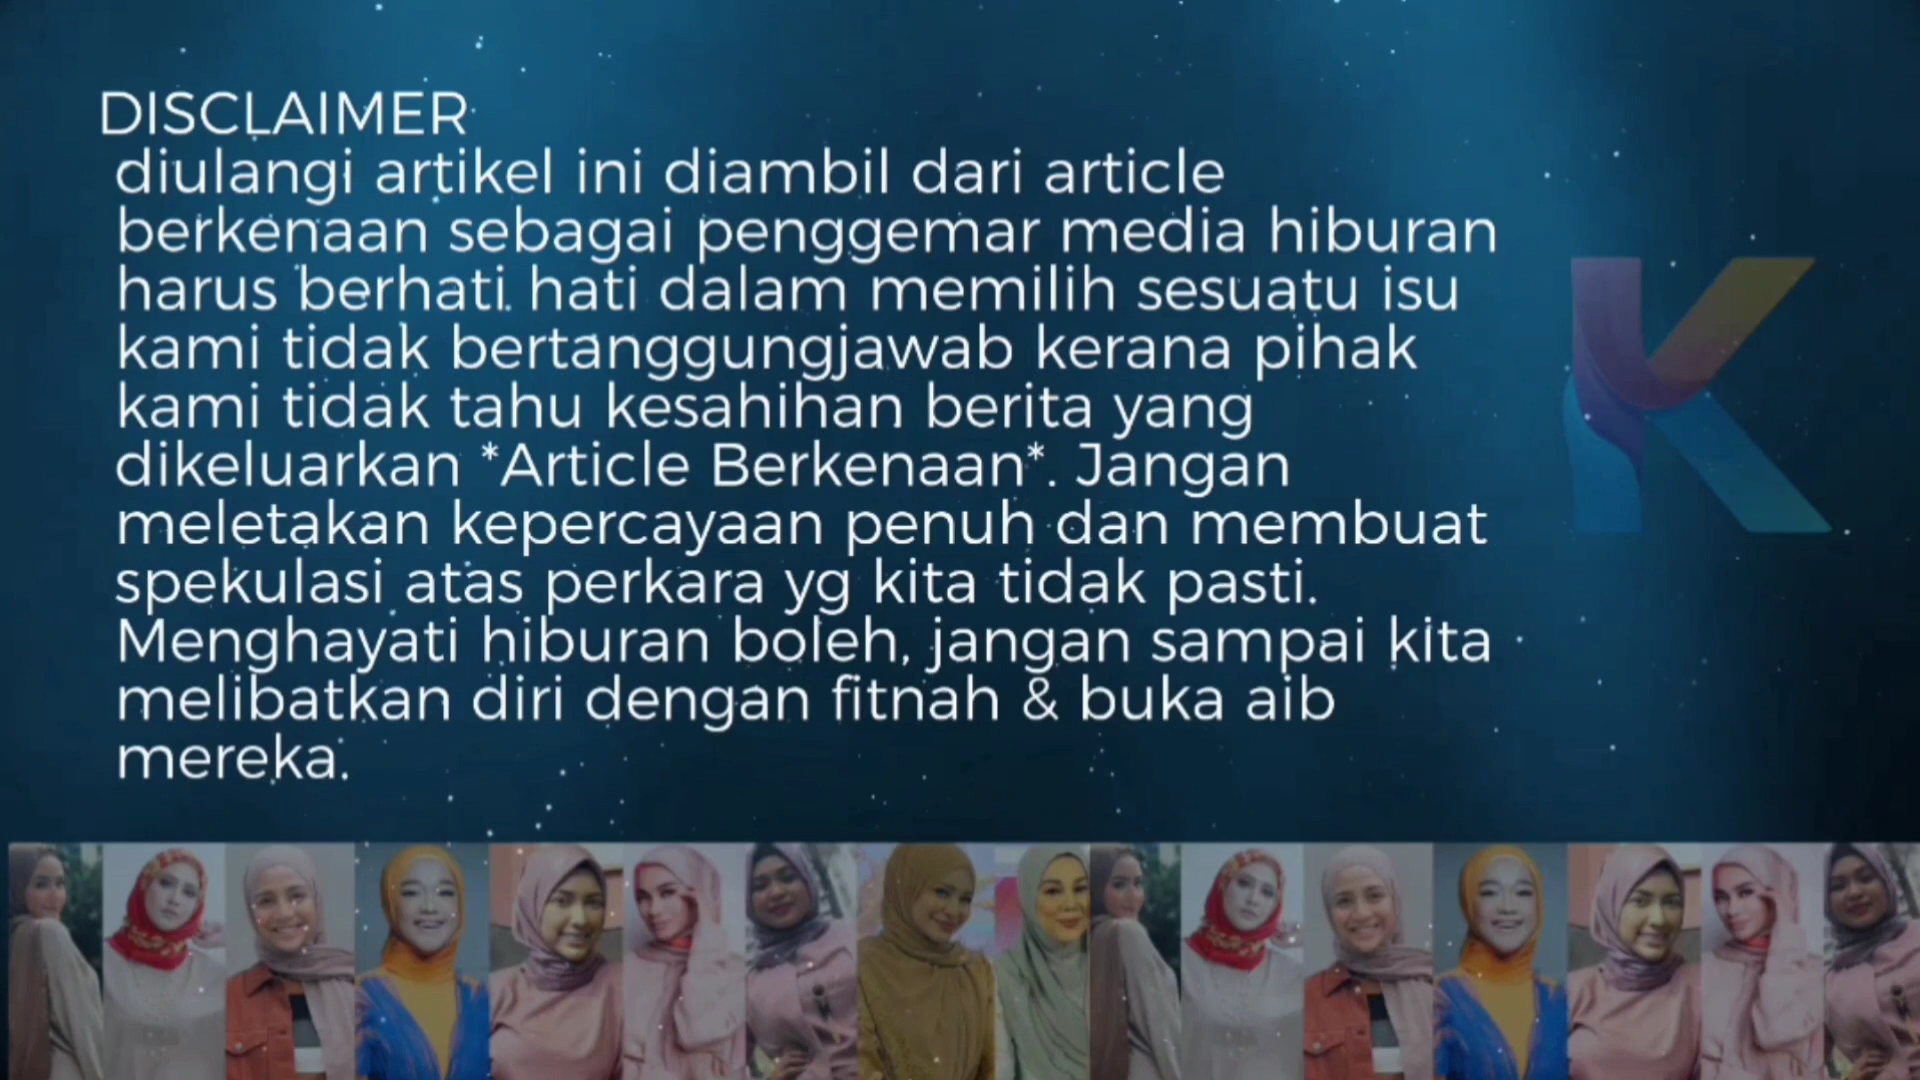 DISCLAIMER
diulangi artikel ini diambil dari article
berkenaan sebagai penggemar media hiburan
harus berhati. hati dalam memilih sesuatu isu
kami tidak bertanggungjawab kerana pihak
kami tidak tahu kesahihan berita yang
dikeluarkan *Article Berkenaan*. Jangan
meletakan kepercayaan penuh dan membuat
spekulasi atas perkara yg kita tidak pasti.
Menghayati hiburan boleh, jangan sampai kita
melibatkan diri dengan fitnah & buka aib
mereka.
K